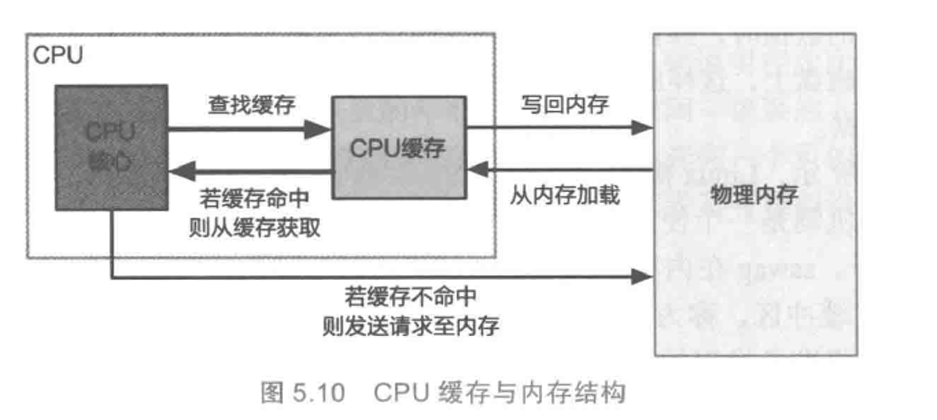 CPU
CPU
核心
查找缓存
CPU缓存
写回内存
若缓存命中
则从缓存获取
从内存加载
物理内存
若缓存不命中
则发送请求至内存
图 5.10 CPU 缓存与内存结构